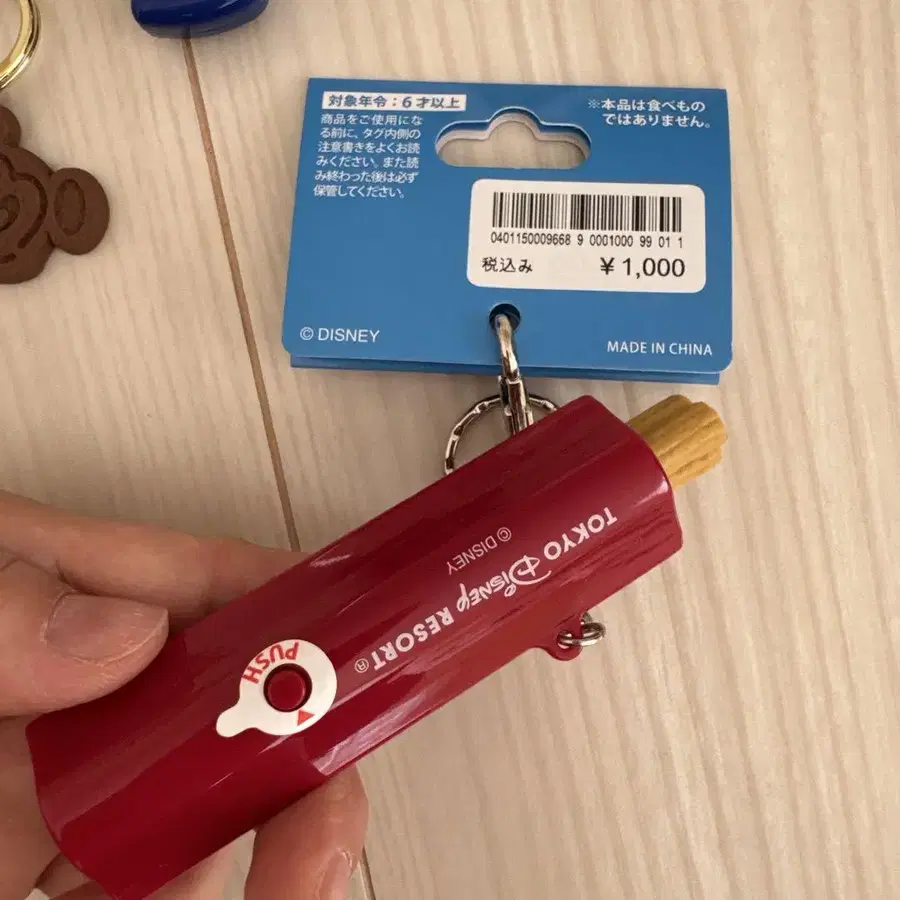 対象年令：6才以上
商品をご使用にな
る前に、タグ内側の
注意書きをよくお読
みください。また読
み終わった後は必ず
保管してください。
※本品は食べもの
ではありません。
0401150009668 9 0001000 99 01 1
税込み ¥1,000
© DISNEY
MADE IN CHINA
TOKYO DISNEY RESORT®
© DISNEY
PUSH